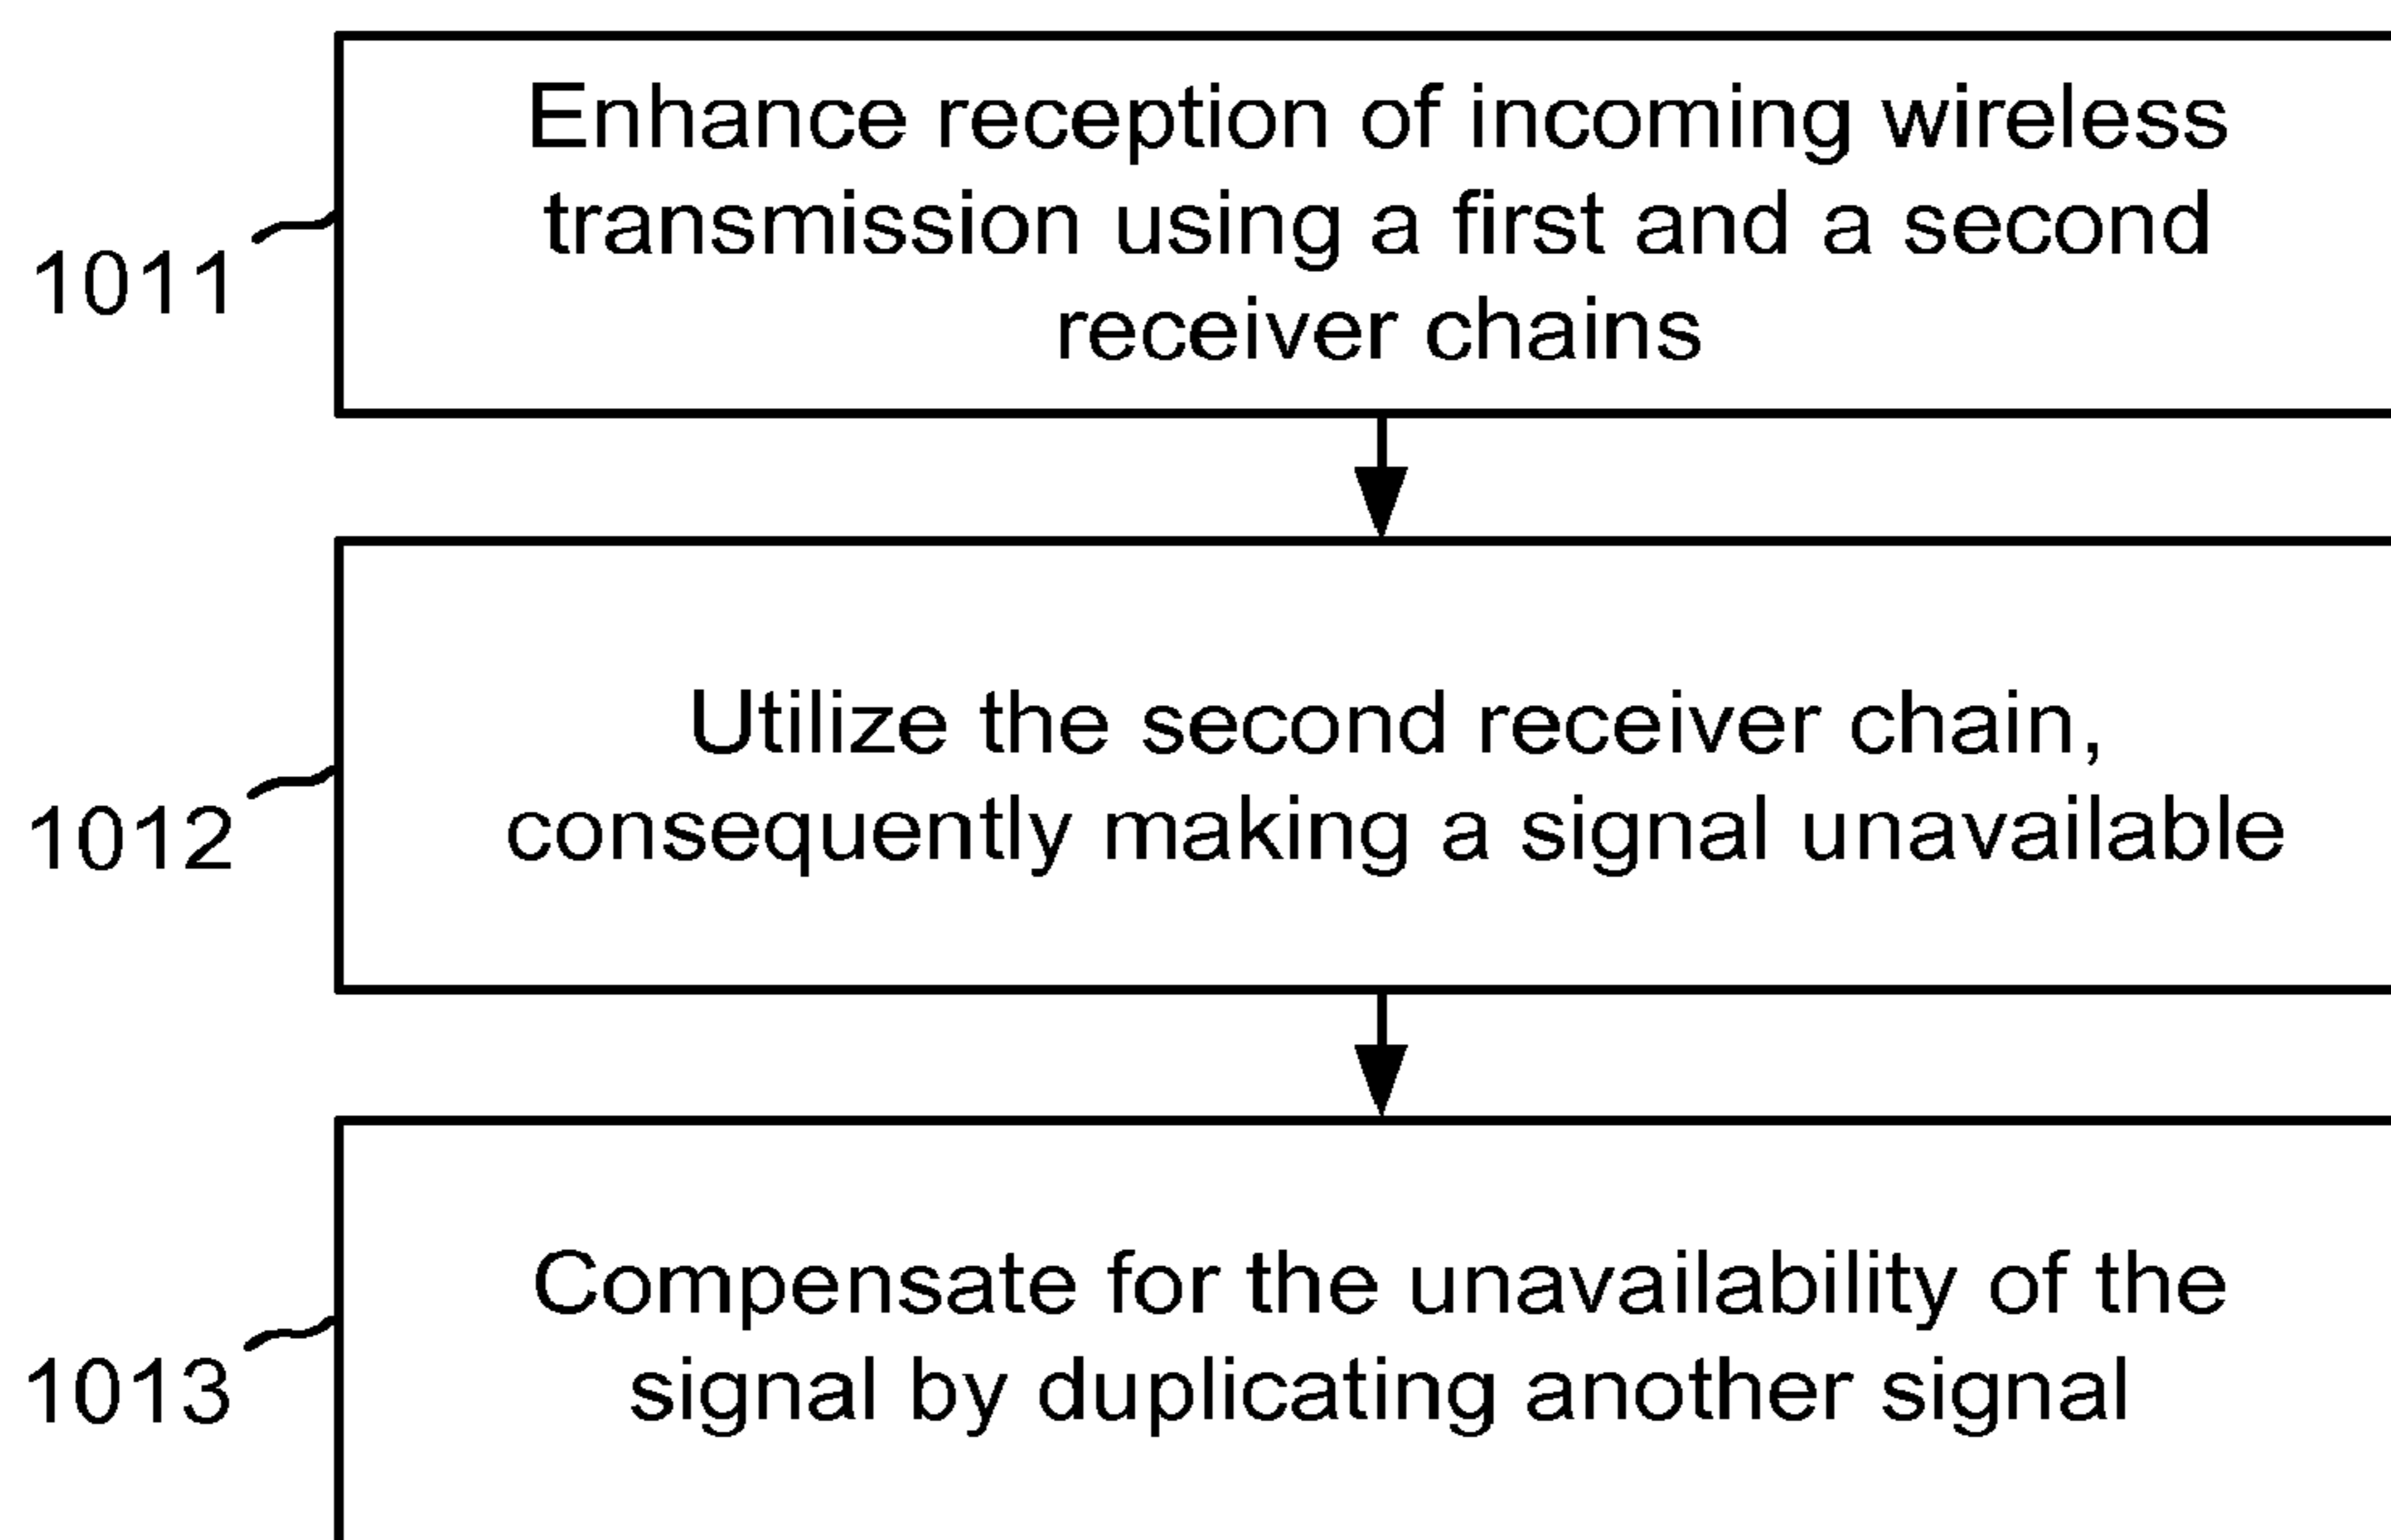 Enhance reception of incoming wireless
transmission using a first and a second
receiver chains
1011
Utilize the second receiver chain,
consequently making a signal unavailable
1012
Compensate for the unavailability of the
signal by duplicating another signal
1013